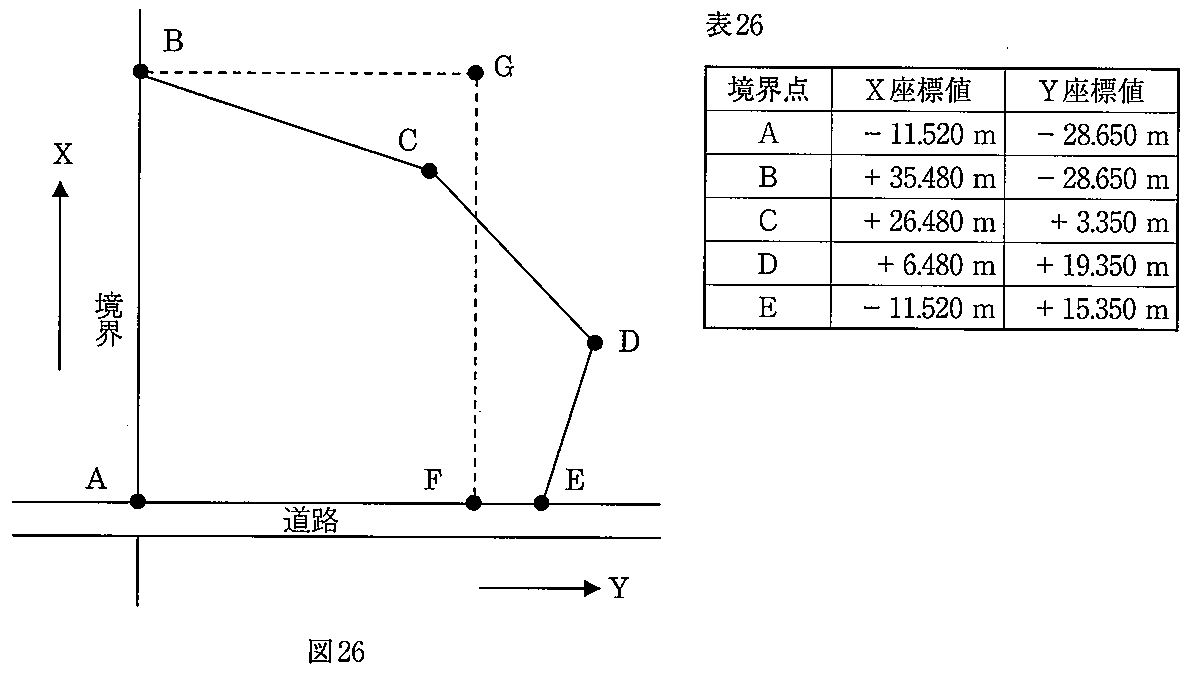 B
G
C
X
境界
D
A
F
E
道路
Y
図26
表26
境界点 X座標値 Y座標値
A − 11.520 m − 28.650 m
B + 35.480 m − 28.650 m
C + 26.480 m + 3.350 m
D + 6.480 m + 19.350 m
E − 11.520 m + 15.350 m